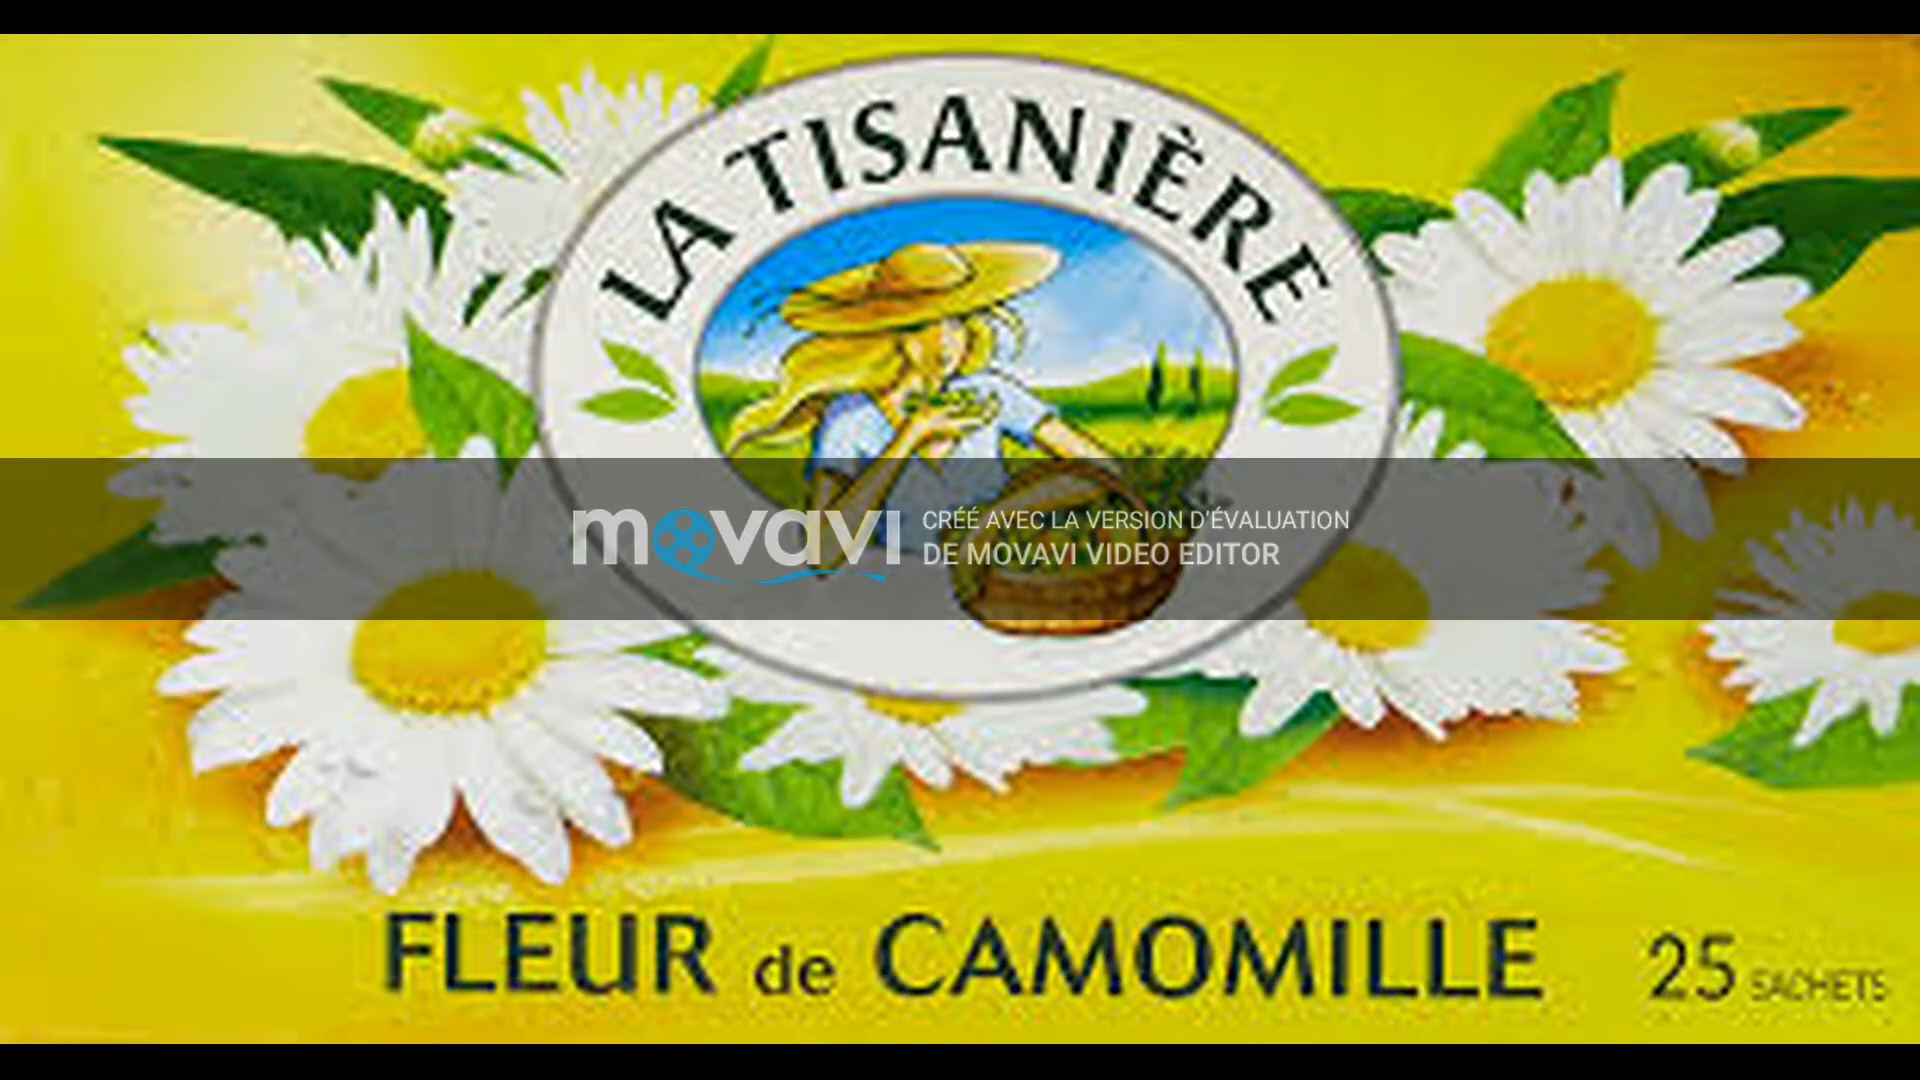 LA TISANIÈRE
movavi
CRÉÉ AVEC LA VERSION D'ÉVALUATION
DE MOVAVI VIDEO EDITOR
FLEUR de CAMOMILLE
25 SACHETS